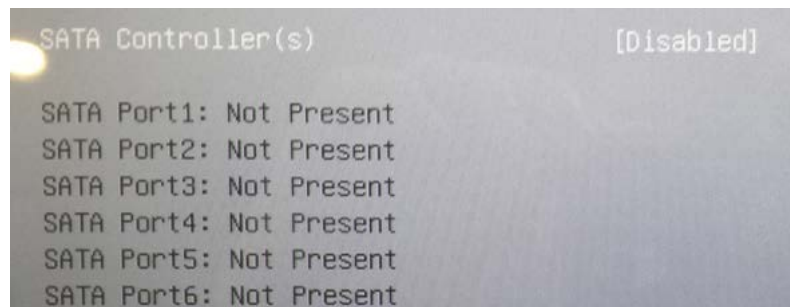 SATA Controller(s) [Disabled]
SATA Port1: Not Present
SATA Port2: Not Present
SATA Port3: Not Present
SATA Port4: Not Present
SATA Port5: Not Present
SATA Port6: Not Present